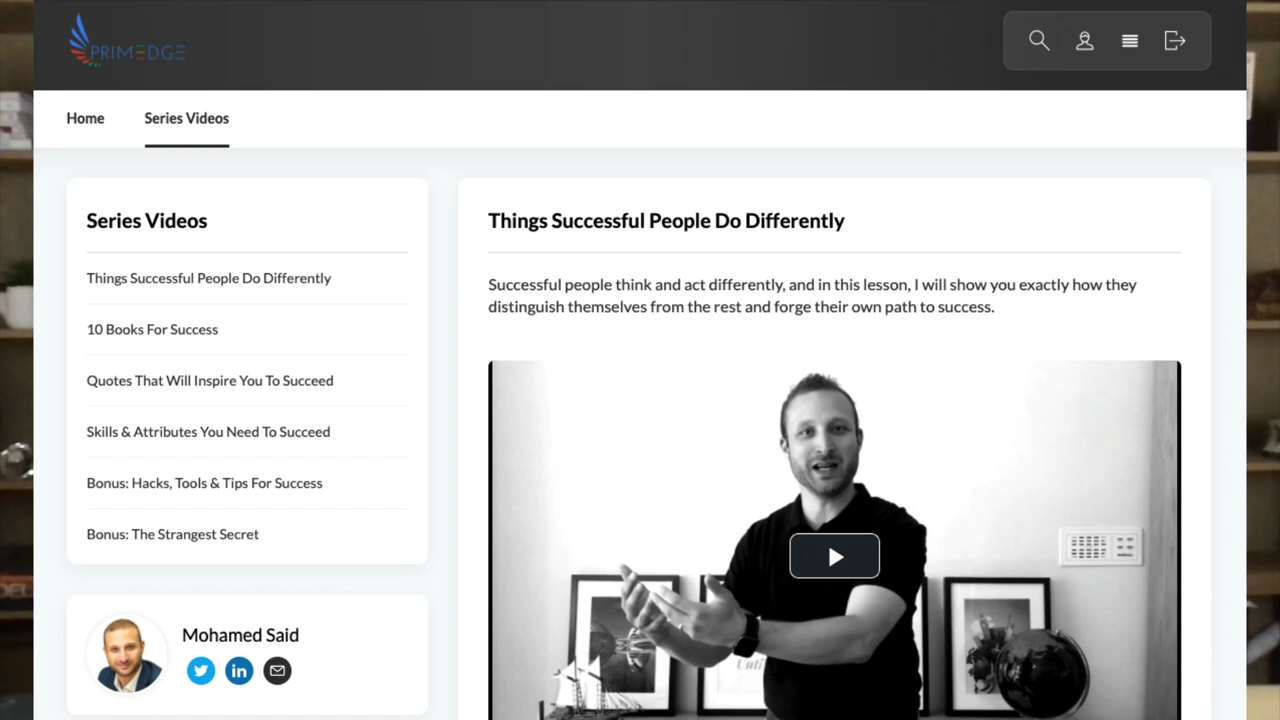 PRIMEDGE
Home
Series Videos
Series Videos
Things Successful People Do Differently
10 Books For Success
Quotes That Will Inspire You To Succeed
Skills & Attributes You Need To Succeed
Bonus: Hacks, Tools & Tips For Success
Bonus: The Strangest Secret
Mohamed Said
in
Things Successful People Do Differently
Successful people think and act differently, and in this lesson, I will show you exactly how they
distinguish themselves from the rest and forge their own path to success.